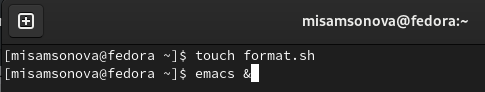 misamsonova@fedora:~
[misamsonova@fedora ~]$ touch format.sh
[misamsonova@fedora ~]$ emacs &